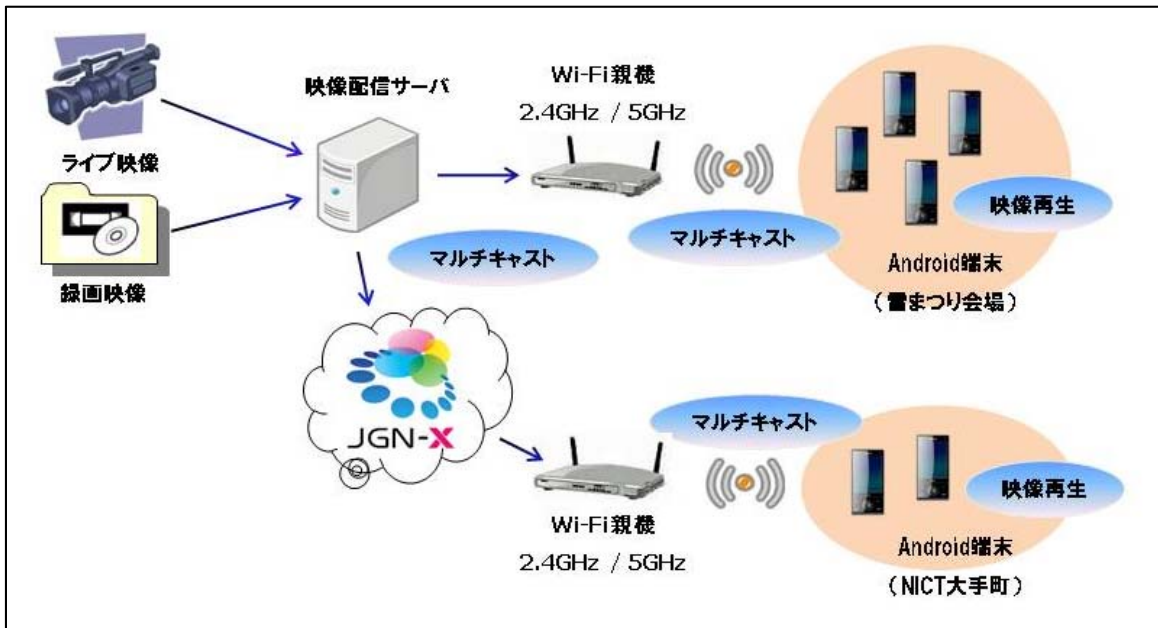 映像配信サーバ
Wi-Fi親機
2.4GHz / 5GHz
ライブ映像
録画映像
マルチキャスト
マルチキャスト
映像再生
Android端末
(雪まつり会場)
JGN-X
マルチキャスト
Wi-Fi親機
2.4GHz / 5GHz
映像再生
Android端末
(NICT大手町)